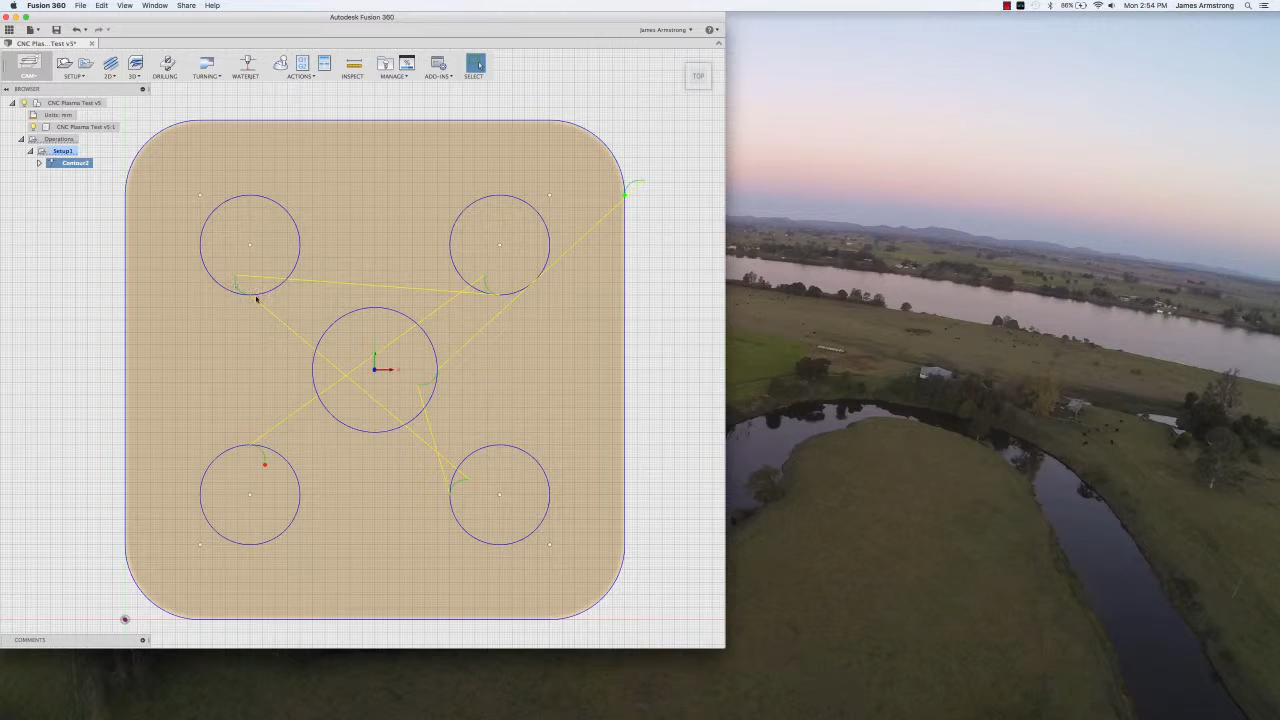 Fusion 360 File Edit View Window Share Help
86% Mon 2:54 PM James Armstrong
Autodesk Fusion 360
James Armstrong
CNC Plas...Test v5*
CAM
SETUP
2D
3D
DRILLING
TURNING
WATERJET
G1
G2
ACTIONS
INSPECT
%
MANAGE
ADD-INS
SELECT
TOP
BROWSER
CNC Plasma Test v5
Units: mm
CNC Plasma Test v5:1
Operations
Setup1
Contour2
COMMENTS